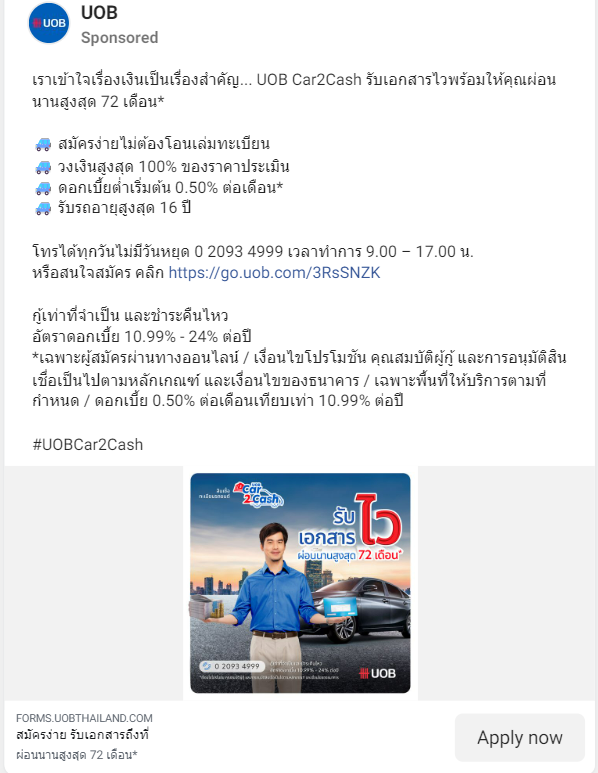 UOB
UOB
Sponsored
เราเข้าใจเรื่องเงินเป็นเรื่องสำคัญ... UOB Car2Cash รับเอกสารไวพร้อมให้คุณผ่อน
นานสูงสุด 72 เดือน*
สมัครง่ายไม่ต้องโอนเล่มทะเบียน
วงเงินสูงสุด 100% ของราคาประเมิน
ดอกเบี้ยต่ำเริ่มต้น 0.50% ต่อเดือน*
รับรถอายุสูงสุด 16 ปี
โทรได้ทุกวันไม่มีวันหยุด 0 2093 4999 เวลาทำการ 9.00 – 17.00 น.
หรือสนใจสมัคร คลิก https://go.uob.com/3RsSNZK
กู้เท่าที่จำเป็น และชำระคืนไหว
อัตราดอกเบี้ย 10.99% - 24% ต่อปี
*เฉพาะผู้สมัครผ่านทางออนไลน์ / เงื่อนไขโปรโมชัน คุณสมบัติผู้กู้ และการอนุมัติสิน
เชื่อเป็นไปตามหลักเกณฑ์ และเงื่อนไขของธนาคาร / เฉพาะพื้นที่ให้บริการตามที่
กำหนด / ดอกเบี้ย 0.50% ต่อเดือนเทียบเท่า 10.99% ต่อปี
#UOBCar2Cash
สินเชื่อ
ทะเบียนรถยนต์
Car
2Cash
รับ
เอกสาร
ไว
ผ่อนนานสูงสุด 72 เดือน*
0 2093 4999
UOB
FORMS.UOBTHAILAND.COM
สมัครง่าย รับเอกสารถึงที่
ผ่อนนานสูงสุด 72 เดือน*
Apply now